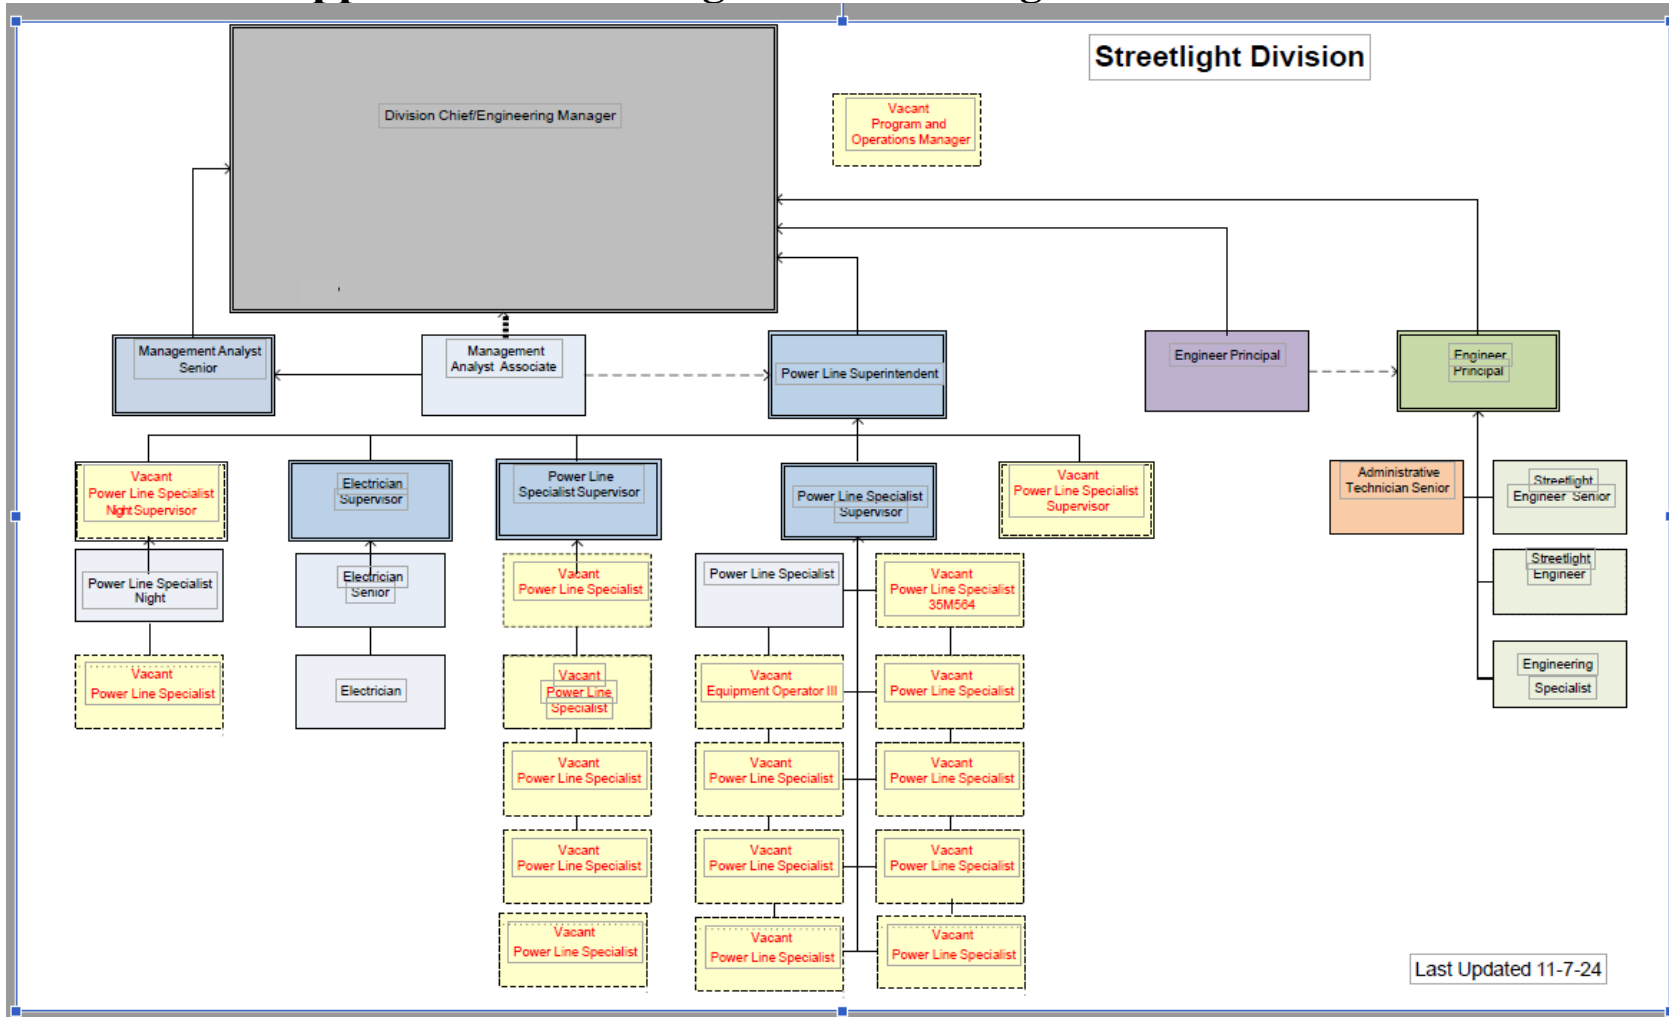 Streetlight Division
Division Chief/Engineering Manager
Vacant
Program and
Operations Manager
Management Analyst
Senior
Management
Analyst Associate
Power Line Superintendent
Engineer Principal
Engineer
Principal
Vacant
Power Line Specialist
Night Supervisor
Electrician
Supervisor
Power Line
Specialist Supervisor
Power Line Specialist
Supervisor
Vacant
Power Line Specialist
Supervisor
Administrative
Technician Senior
Streetlight
Engineer Senior
Power Line Specialist
Night
Electrician
Senior
Vacant
Power Line Specialist
Power Line Specialist
Vacant
Power Line Specialist
35M564
Streetlight
Engineer
Vacant
Power Line Specialist
Electrician
Vacant
Power Line
Specialist
Vacant
Equipment Operator III
Vacant
Power Line Specialist
Engineering
Specialist
Vacant
Power Line Specialist
Vacant
Power Line Specialist
Vacant
Power Line Specialist
Vacant
Power Line Specialist
Vacant
Power Line Specialist
Vacant
Power Line Specialist
Vacant
Power Line Specialist
Vacant
Power Line Specialist
Vacant
Power Line Specialist
Last Updated 11-7-24